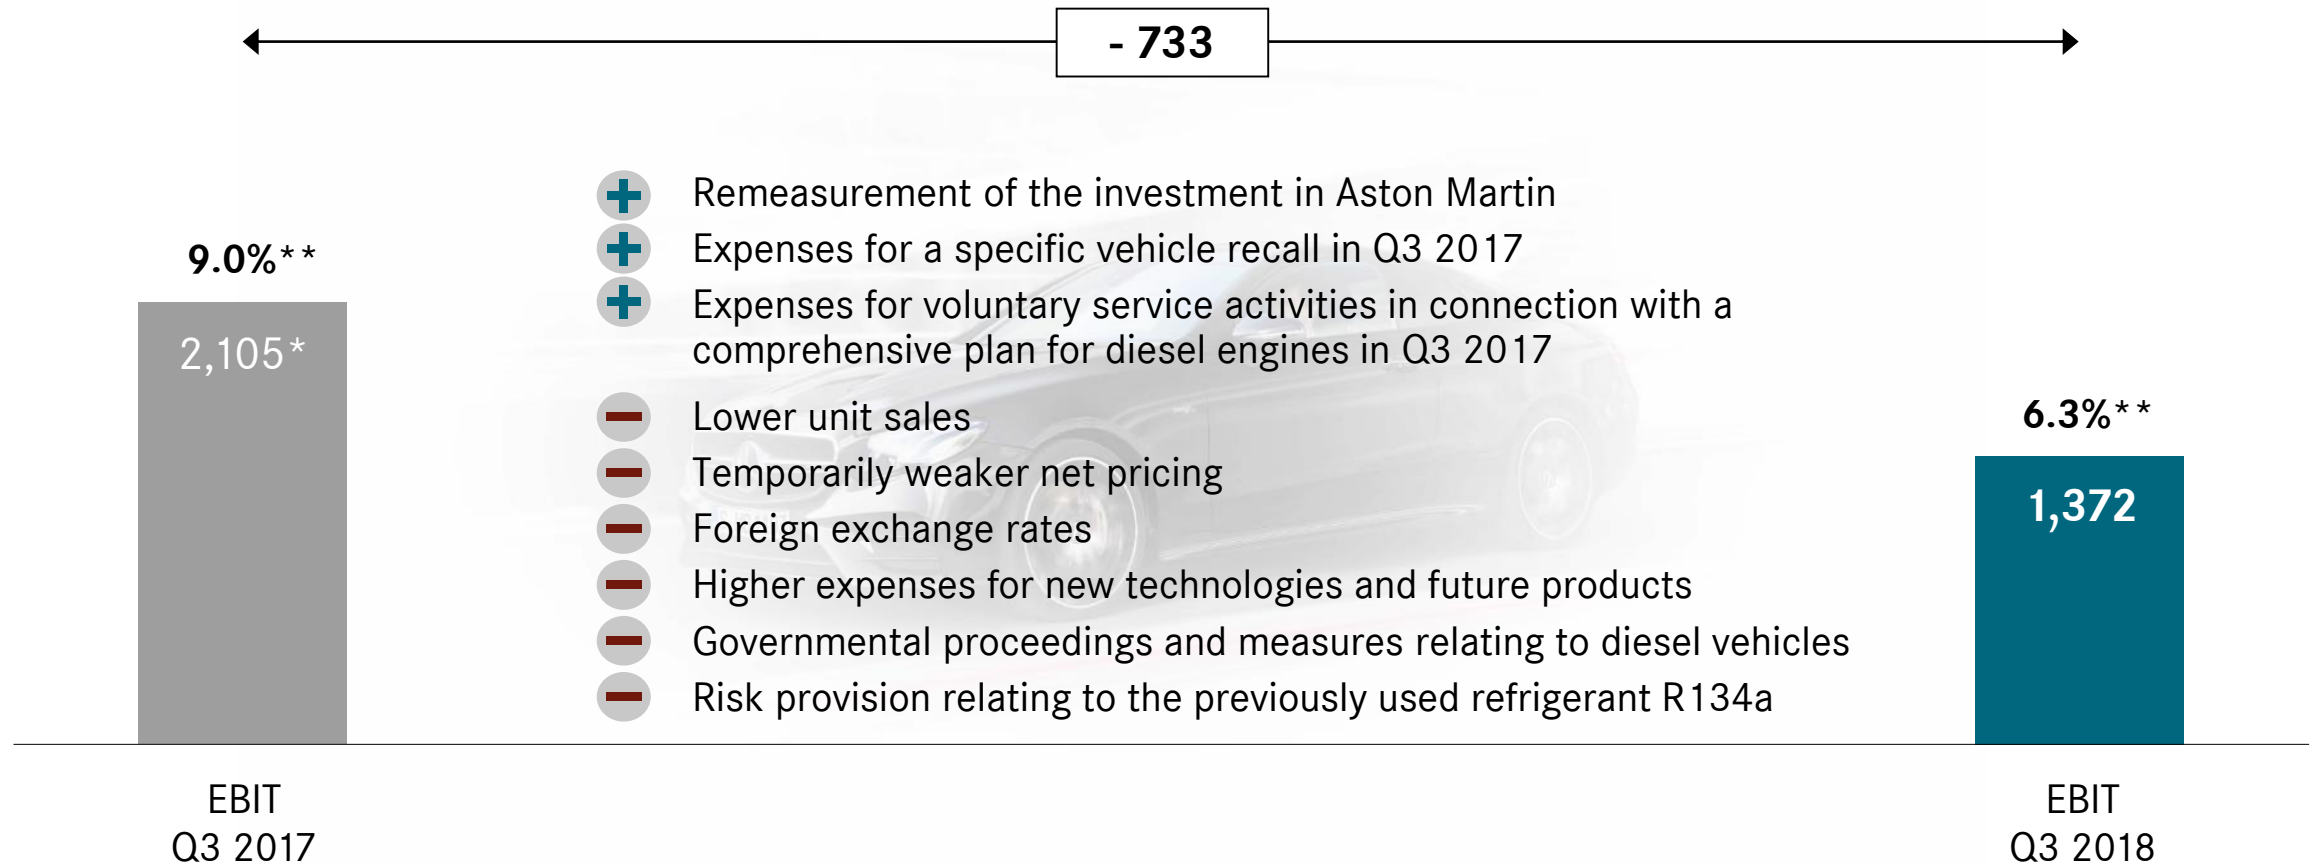 - 733
Remeasurement of the investment in Aston Martin
Expenses for a specific vehicle recall in Q3 2017
Expenses for voluntary service activities in connection with a
comprehensive plan for diesel engines in Q3 2017
Lower unit sales
Temporarily weaker net pricing
Foreign exchange rates
Higher expenses for new technologies and future products
Governmental proceedings and measures relating to diesel vehicles
Risk provision relating to the previously used refrigerant R134a
9.0%**
2,105*
EBIT
Q3 2017
6.3%**
1,372
EBIT
Q3 2018